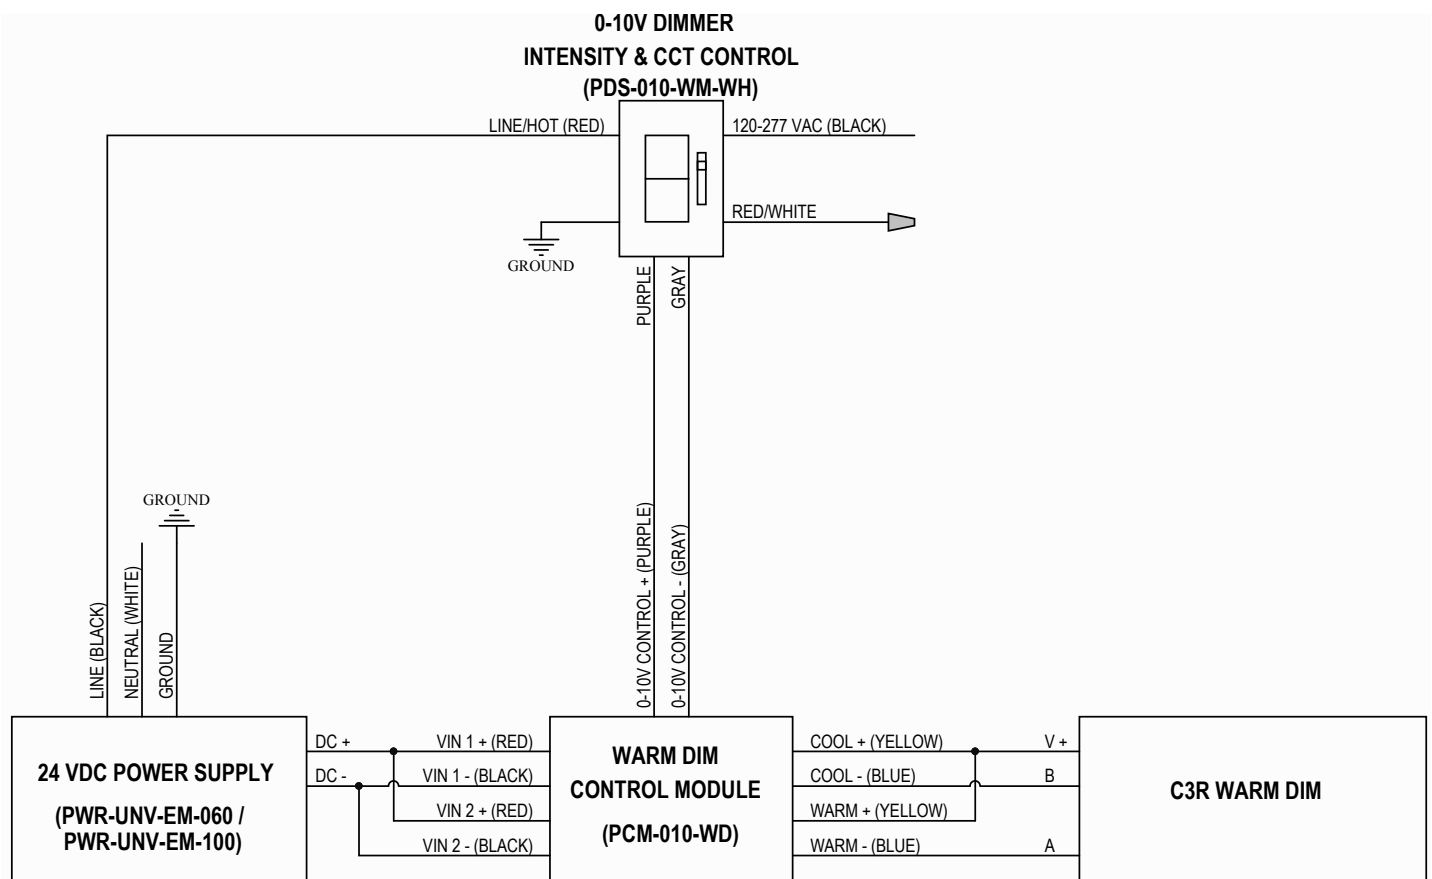 0-10V DIMMER
INTENSITY & CCT CONTROL
(PDS-010-WM-WH)
LINE/HOT (RED)
120-277 VAC (BLACK)
RED/WHITE
GROUND
PURPLE
GRAY
GROUND
LINE (BLACK)
NEUTRAL (WHITE)
GROUND
0-10V CONTROL + (PURPLE)
0-10V CONTROL - (GRAY)
24 VDC POWER SUPPLY
(PWR-UNV-EM-060 /
PWR-UNV-EM-100)
DC +
DC -
VIN 1 + (RED)
VIN 1 - (BLACK)
VIN 2 + (RED)
VIN 2 - (BLACK)
WARM DIM
CONTROL MODULE
(PCM-010-WD)
COOL + (YELLOW)
COOL - (BLUE)
WARM + (YELLOW)
WARM - (BLUE)
V +
B
A
C3R WARM DIM